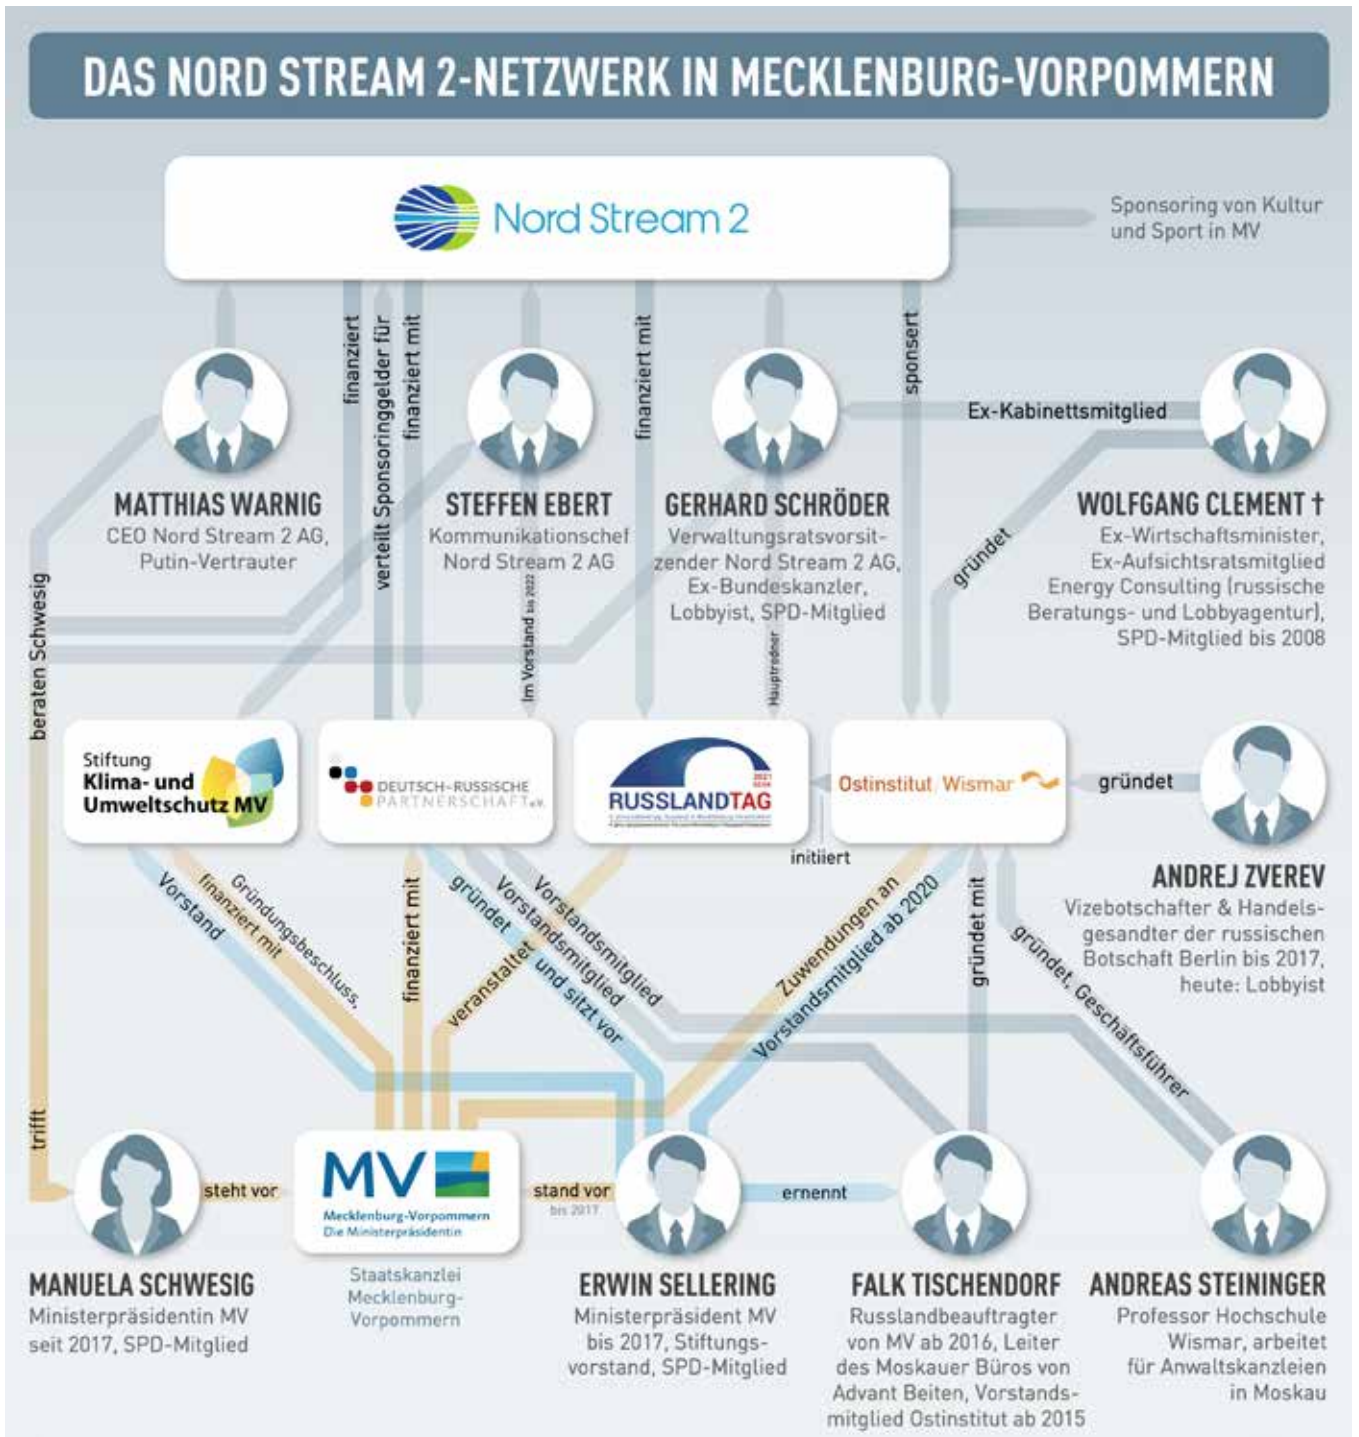 DAS NORD STREAM 2-NETZWERK IN MECKLENBURG-VORPOMMERN
Nord Stream 2
Sponsoring von Kultur
und Sport in MV
finanziert
verteilt Sponsoringgelder für
finanziert mit
finanziert mit
sponsert
Ex-Kabinettsmitglied
MATTHIAS WARNIG
CEO Nord Stream 2 AG,
Putin-Vertrauter
STEFFEN EBERT
Kommunikationschef
Nord Stream 2 AG
GERHARD SCHRÖDER
Verwaltungsratsvorsit-
zender Nord Stream 2 AG,
Ex-Bundeskanzler,
Lobbyist, SPD-Mitglied
WOLFGANG CLEMENT †
Ex-Wirtschaftsminister,
Ex-Aufsichtsratsmitglied
Energy Consulting (russische
Beratungs- und Lobbyagentur),
SPD-Mitglied bis 2008
gründet
beraten Schwesig
Im Vorstand bis 2022
Hauptredner
Stiftung
Klima- und
Umweltschutz MV
DEUTSCH-RUSSISCHE
PARTNERSCHAFT e.V.
2021
RUSSLANDTAG
Ostinstitut/Wismar
gründet
initiiert
ANDREJ ZVEREV
Vizebotschafter & Handels-
gesandter der russischen
Botschaft Berlin bis 2017,
heute: Lobbyist
Vorstand
Gründungsbeschluss,
finanziert mit
finanziert mit
veranstaltet
gründet und sitzt vor
Vorstandsmitglied
Vorstandsmitglied
Zuwendungen an
Vorstandsmitglied ab 2020
gründet mit
gründet, Geschäftsführer
trifft
steht vor
MV
Mecklenburg-Vorpommern
Die Ministerpräsidentin
stand vor
bis 2017
ernennt
Staatskanzlei
Mecklenburg-
Vorpommern
MANUELA SCHWESIG
Ministerpräsidentin MV
seit 2017, SPD-Mitglied
ERWIN SELLERING
Ministerpräsident MV
bis 2017, Stiftungs-
vorstand, SPD-Mitglied
FALK TISCHENDORF
Russlandbeauftragter
von MV ab 2016, Leiter
des Moskauer Büros von
Advant Beiten, Vorstands-
mitglied Ostinstitut ab 2015
ANDREAS STEININGER
Professor Hochschule
Wismar, arbeitet
für Anwaltskanzleien
in Moskau